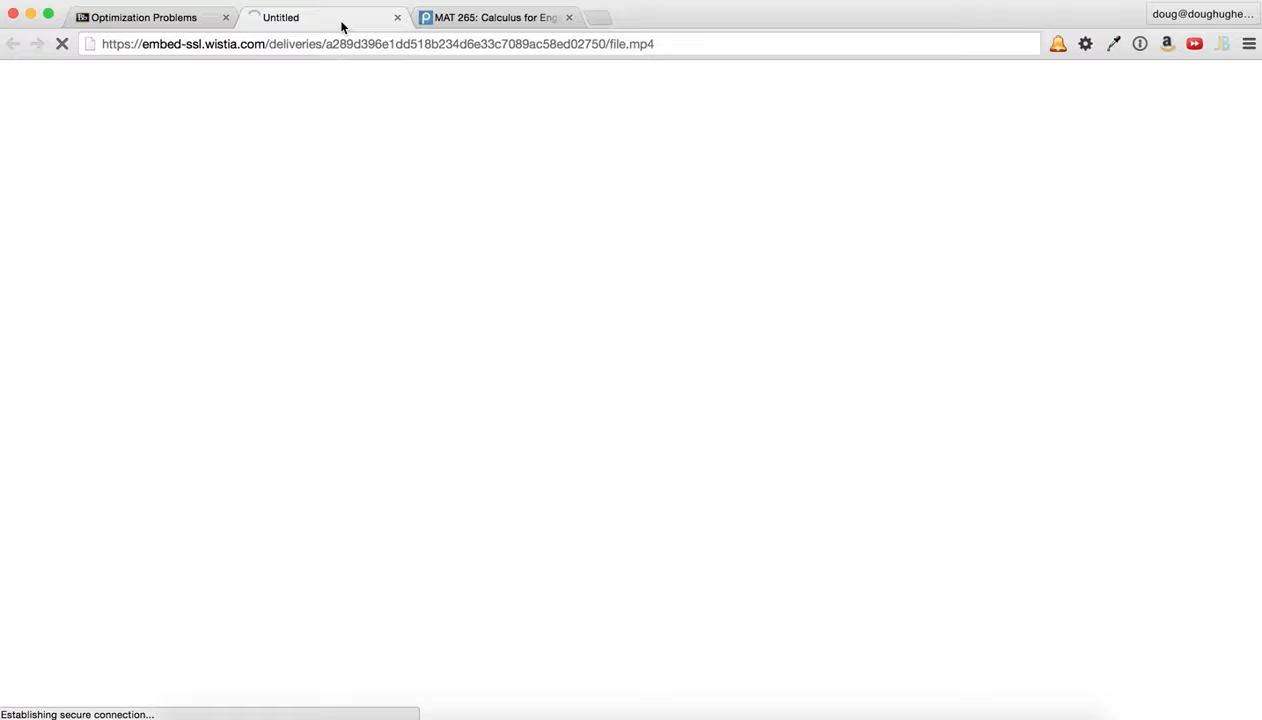 Optimization Problems
Untitled
MAT 265: Calculus for Eng
doug@doughughe...
https://embed-ssl.wistia.com/deliveries/a289d396e1dd518b234d6e33c7089ac58ed02750/file.mp4
Establishing secure connection...